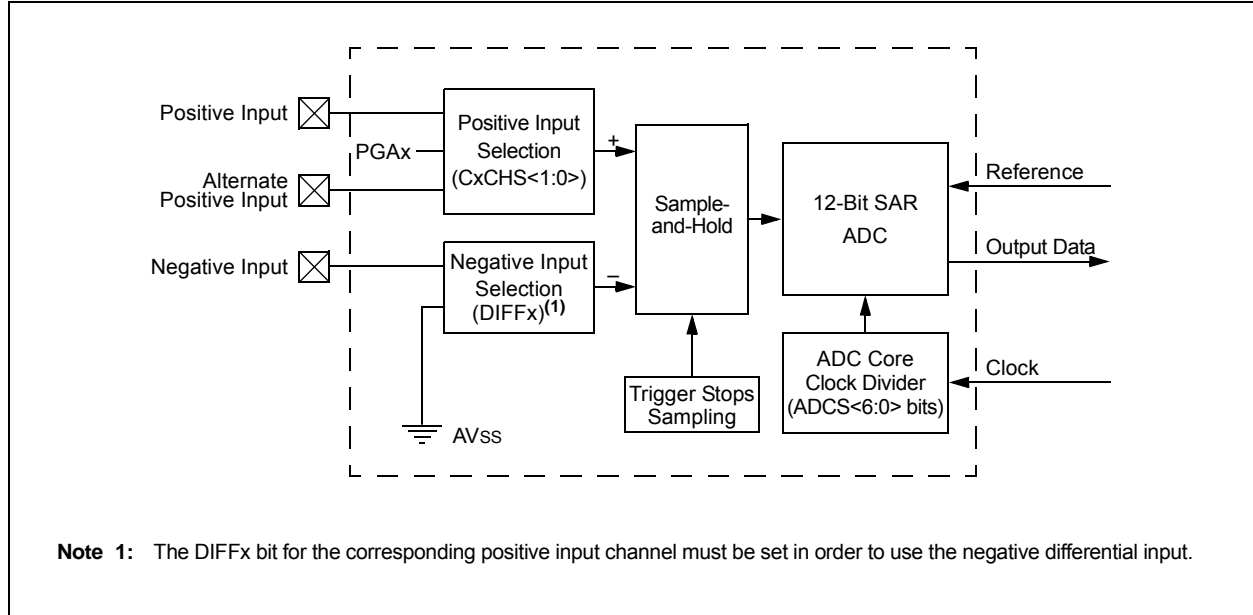 Positive Input
PGAx
Alternate
Positive Input
Negative Input
Positive Input
Selection
(CxCHS<1:0>)
+
Negative Input
Selection
(DIFFx)(1)
–
AVSS
Sample-
and-Hold
Trigger Stops
Sampling
12-Bit SAR
ADC
ADC Core
Clock Divider
(ADCS<6:0> bits)
Reference
Output Data
Clock
Note 1: The DIFFx bit for the corresponding positive input channel must be set in order to use the negative differential input.